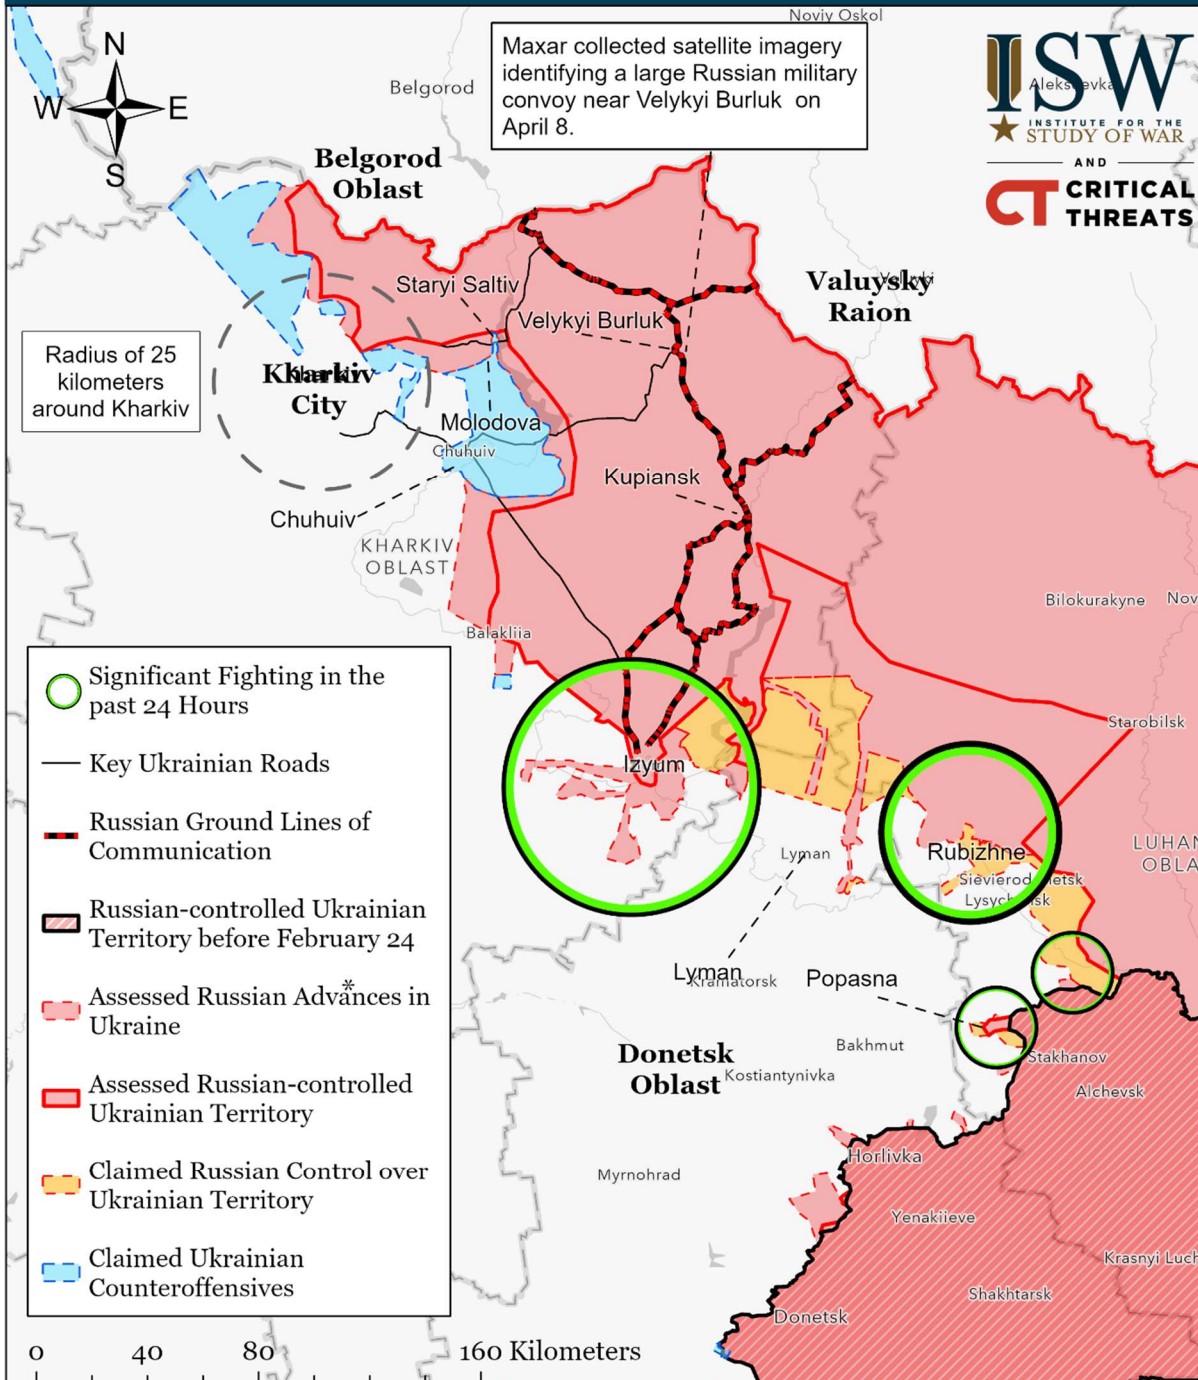 Noviy Oskol
Maxar collected satellite imagery
identifying a large Russian military
convoy near Velykyi Burluk on
April 8.
N
W
E
S
Belgorod
ISW
Alekseevka
INSTITUTE FOR THE
STUDY OF WAR
AND
CT CRITICAL
THREATS
Belgorod
Oblast
Valuysky
Raion
Staryi Saltiv
Velykyi Burluk
Radius of 25
kilometers
around Kharkiv
Kharkiv
City
Molodova
Chuhuiv
Kupiansk
Chuhuiv
KHARKIV
OBLAST
Bilokurakyne
Nov
Balakliia
Starobilsk
Izyum
LUHAN
OBLA
Lyman
Rubizhne
Sievierodonetsk
Lysychansk
Lyman
Kramatorsk
Popasna
Bakhmut
Stakhanov
Donetsk
Oblast
Kostiantynivka
Alchevsk
Horlivka
Myrnohrad
Yenakiieve
Krasnyi Luch
Shakhtarsk
Donetsk
Significant Fighting in the
past 24 Hours
Key Ukrainian Roads
Russian Ground Lines of
Communication
Russian-controlled Ukrainian
Territory before February 24
Assessed Russian Advances in
*
Ukraine
Assessed Russian-controlled
Ukrainian Territory
Claimed Russian Control over
Ukrainian Territory
Claimed Ukrainian
Counteroffensives
0 40 80 160 Kilometers